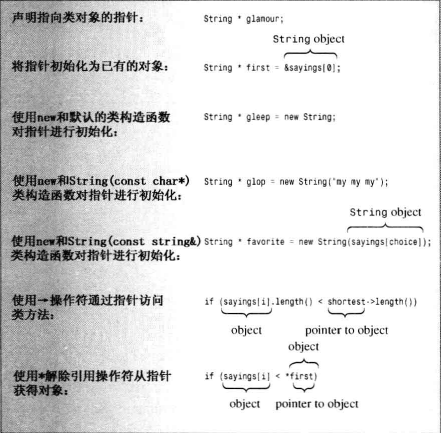 声明指向类对象的指针：
String * glamour;
String object
将指针初始化为已有的对象：
String * first = &sayings[0];
使用new和默认的类构造函数
对指针进行初始化：
String * gleep = new String;
使用new和String(const char*)
类构造函数对指针进行初始化：
String * glop = new String("my my my");
String object
使用new和String(const string&)
类构造函数对指针进行初始化：
String * favorite = new String(sayings[choice]);
使用→操作符通过指针访问
类方法：
if (sayings[i].length() < shortest->length())
object
pointer to object
object
使用*解除引用操作符从指针
获得对象：
if (sayings[i] < *first)
object
pointer to object